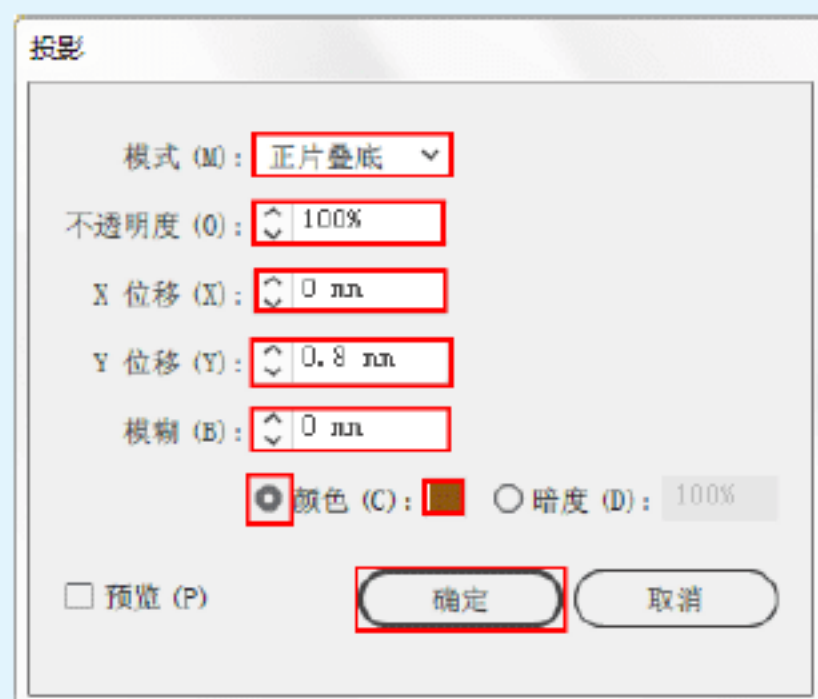 投影
模式 (M): 正片叠底
不透明度 (O): 100%
X 位移 (X): 0 mm
Y 位移 (Y): 0.8 mm
模糊 (B): 0 mm
颜色 (C): 暗度 (D): 100%
预览 (P) 确定 取消